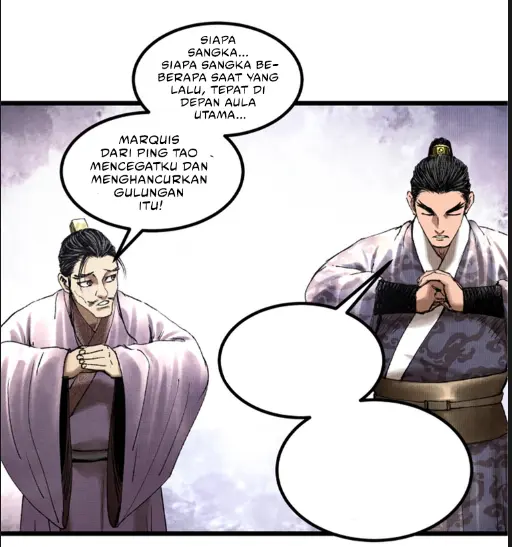 SIAPA
SANGKA...
SIAPA SANGKA BE-
BERAPA SAAT YANG
LALU, TEPAT DI
DEPAN AULA
UTAMA...
MARQUIS
DARI PING TAO
MENCEGATKU DAN
MENGHANCURKAN
GULUNGAN
ITU!